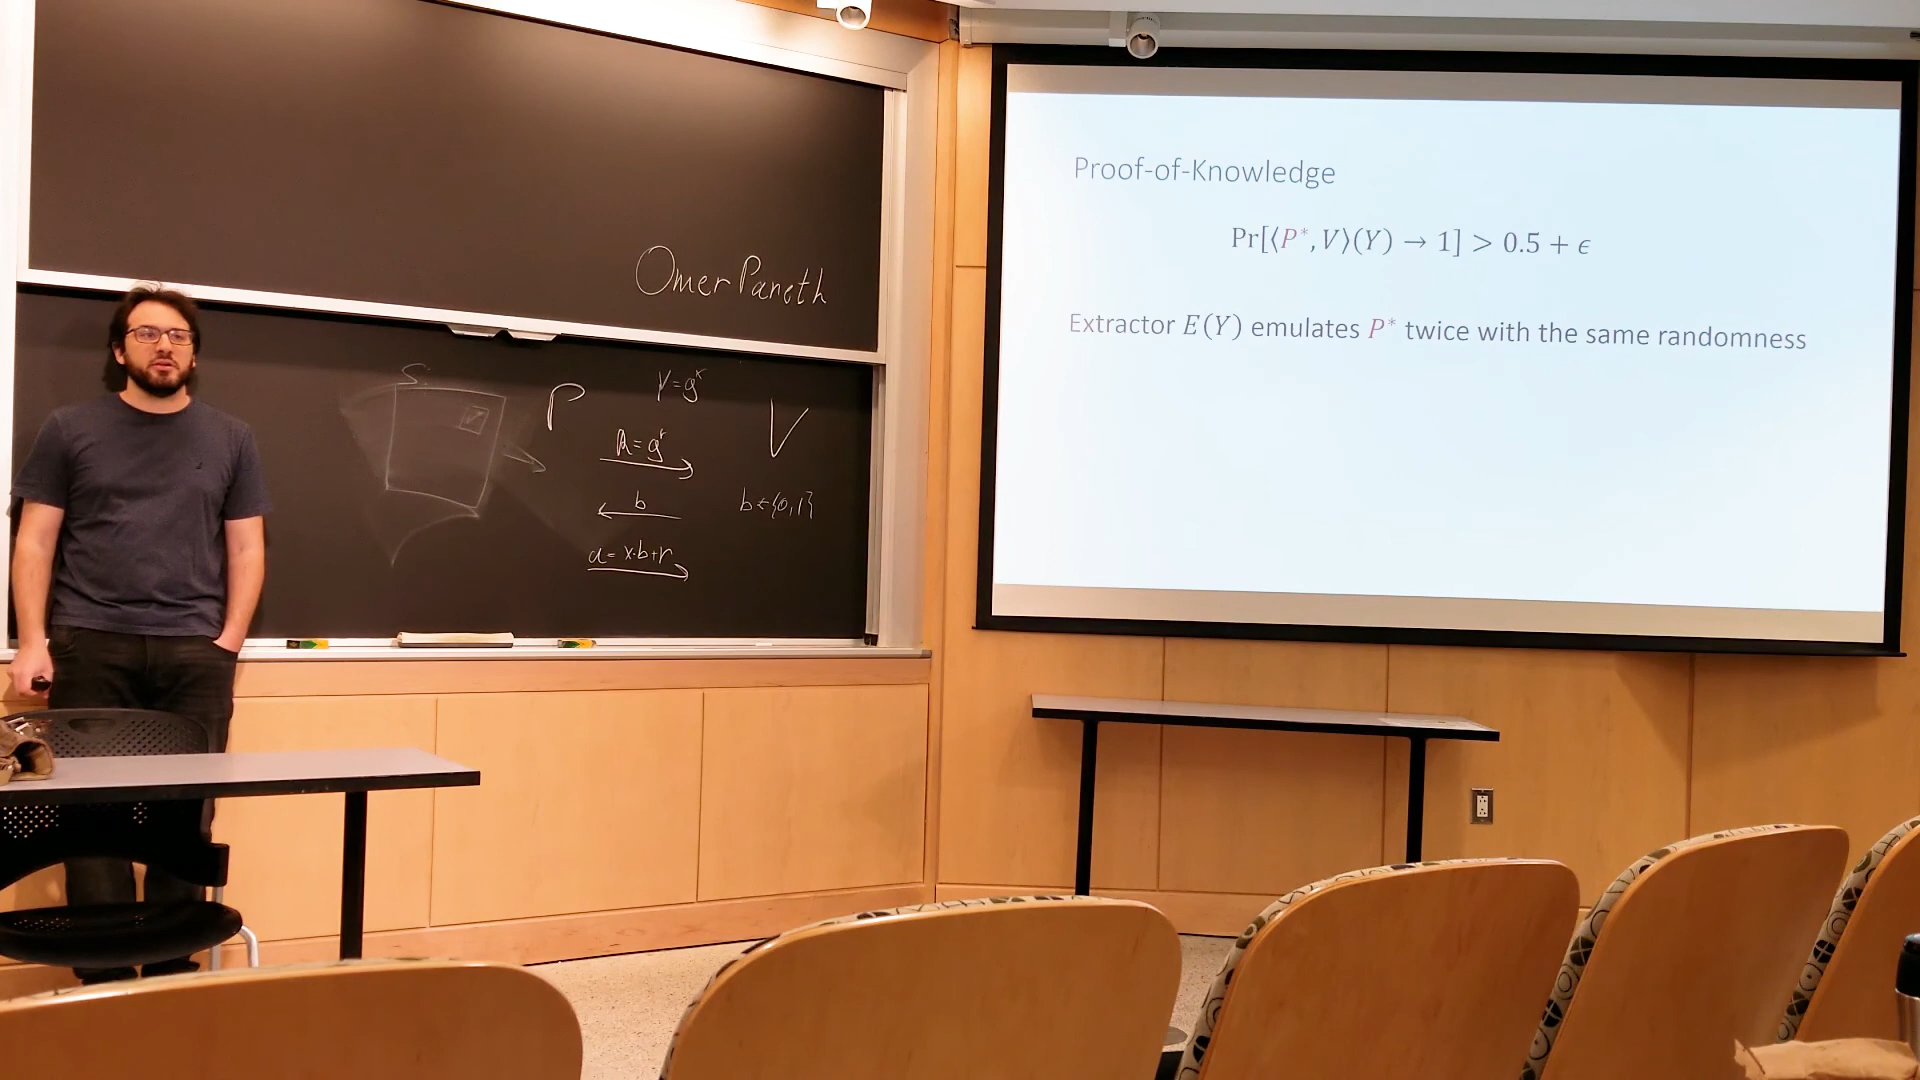 Omer Paneth
S:
P
Y=g^x
V
A=g^r
b
b←{0,1}
a= x·b+r
Proof-of-Knowledge
Pr[⟨P*, V⟩(Y) → 1] > 0.5 + ϵ
Extractor E(Y) emulates P* twice with the same randomness